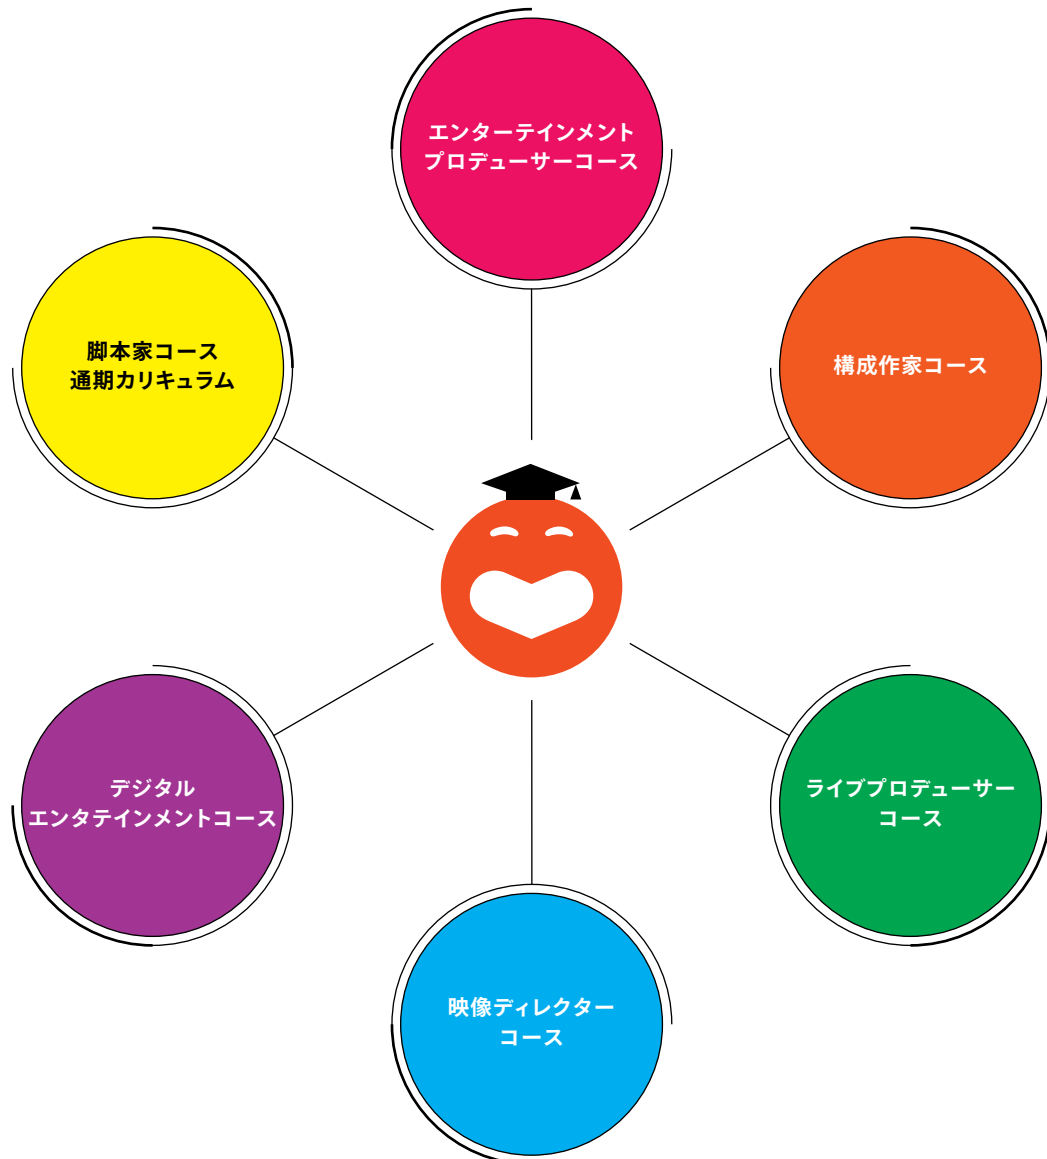 エンターテインメント
プロデューサーコース
脚本家コース
通期カリキュラム
構成作家コース
デジタル
エンタテインメントコース
ライブプロデューサー
コース
映像ディレクター
コース